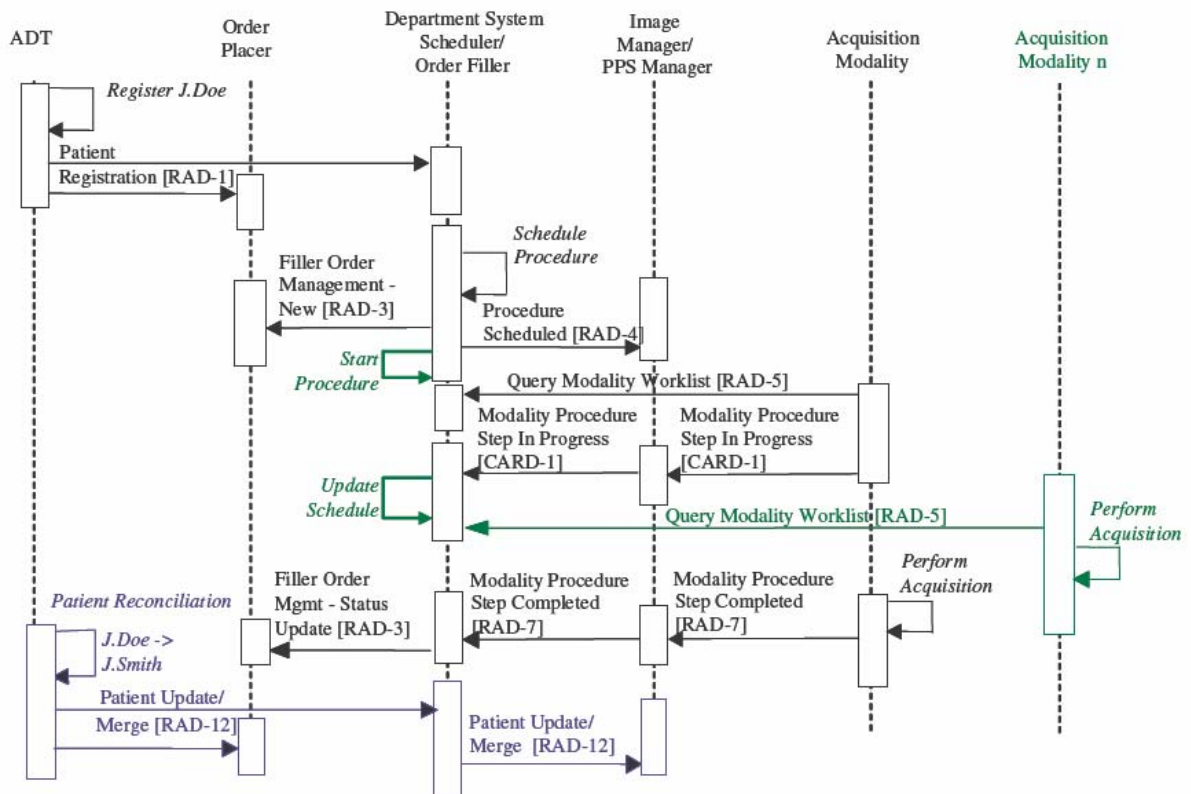 ADT
Order
Placer
Department System
Scheduler/
Order Filler
Image
Manager/
PPS Manager
Acquisition
Modality
Acquisition
Modality n
Register J.Doe
Patient
Registration [RAD-1]
Schedule
Procedure
Filler Order
Management -
New [RAD-3]
Procedure
Scheduled [RAD-4]
Start
Procedure
Query Modality Worklist [RAD-5]
Modality Procedure
Step In Progress
[CARD-1]
Modality Procedure
Step In Progress
[CARD-1]
Update
Schedule
Query Modality Worklist [RAD-5]
Perform
Acquisition
Perform
Acquisition
Filler Order
Mgmt - Status
Update [RAD-3]
Modality Procedure
Step Completed
[RAD-7]
Modality Procedure
Step Completed
[RAD-7]
Patient Reconciliation
J.Doe ->
J.Smith
Patient Update/
Merge [RAD-12]
Patient Update/
Merge [RAD-12]